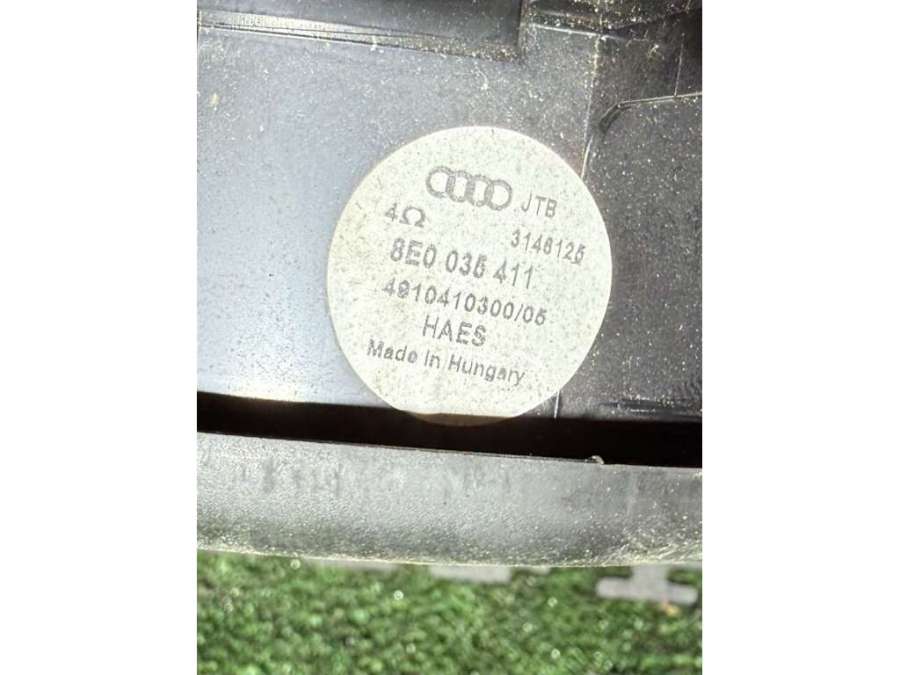 JTB
4Ω 3146125
8E0 035 411
4910410300/05
HAES
Made in Hungary